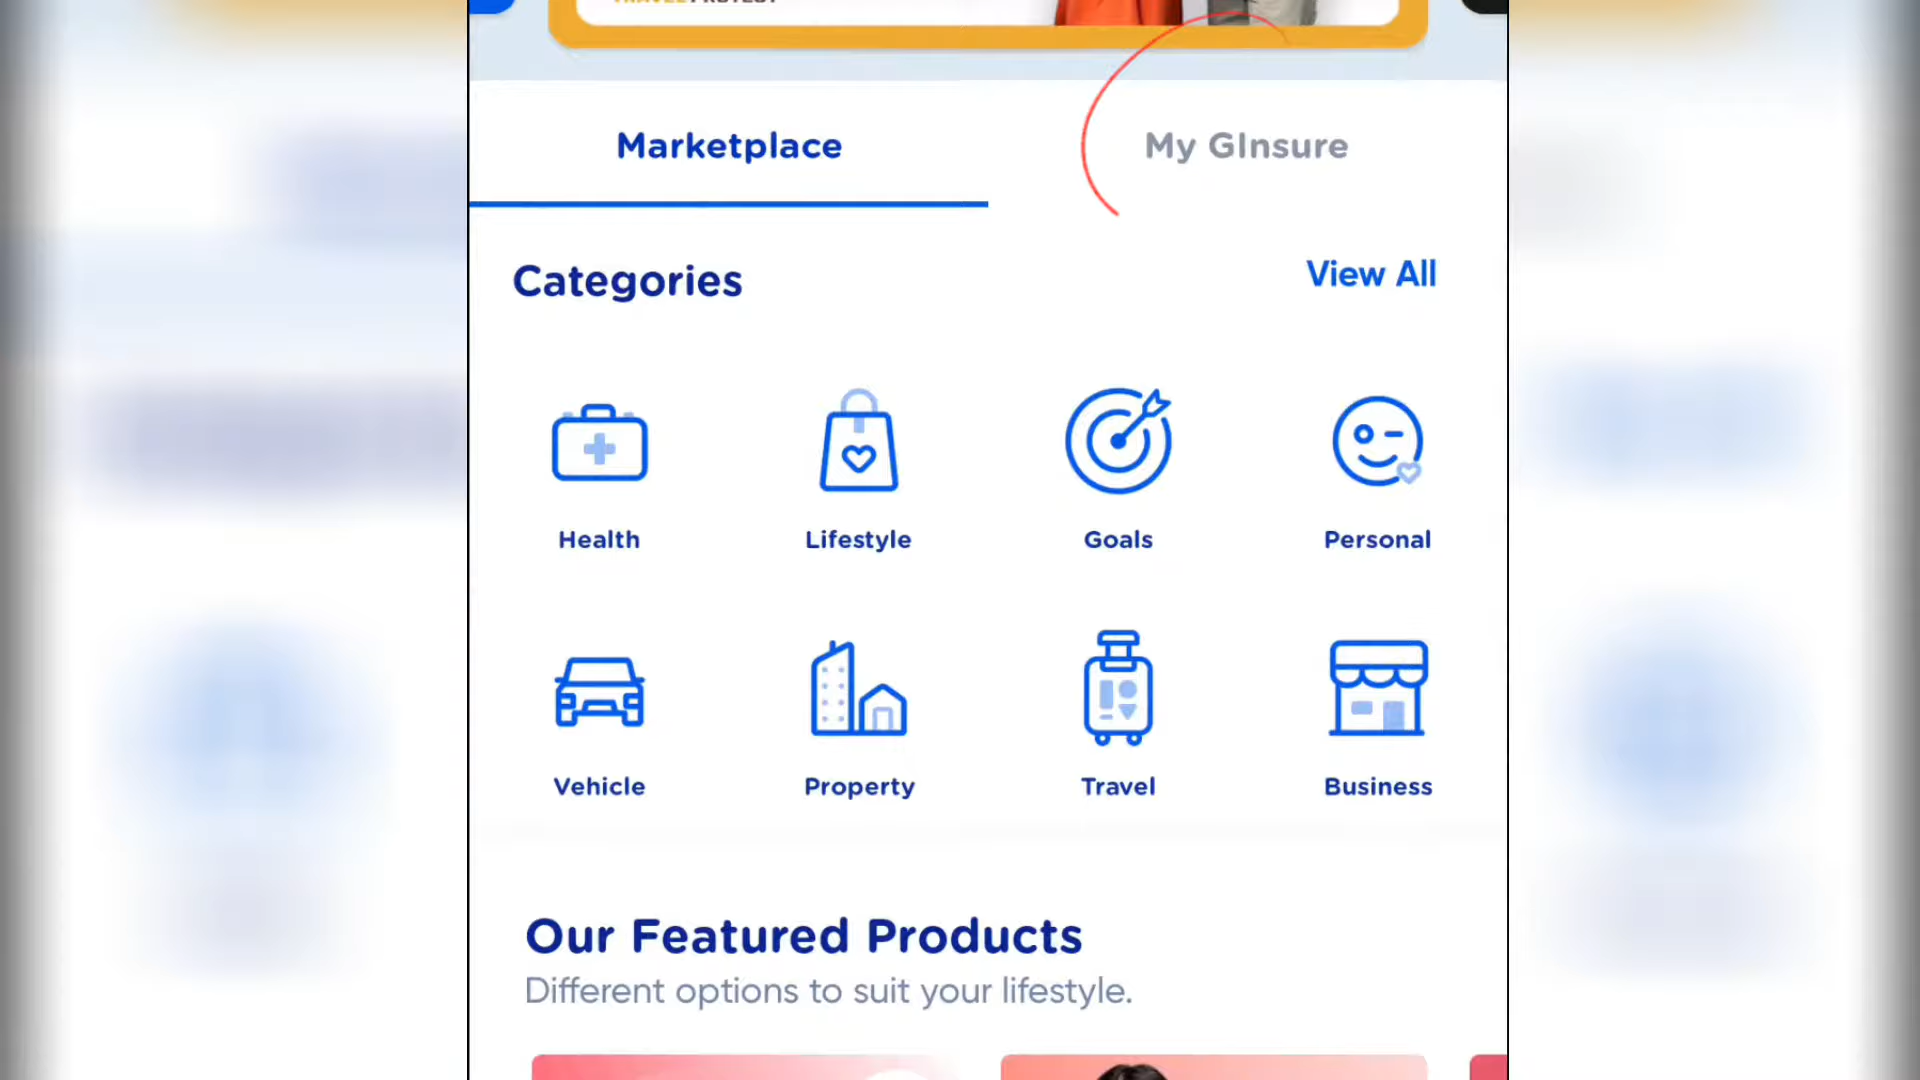 Marketplace
My GInsure
Categories
View All
Health
Lifestyle
Goals
Personal
Vehicle
Property
Travel
Business
Our Featured Products
Different options to suit your lifestyle.